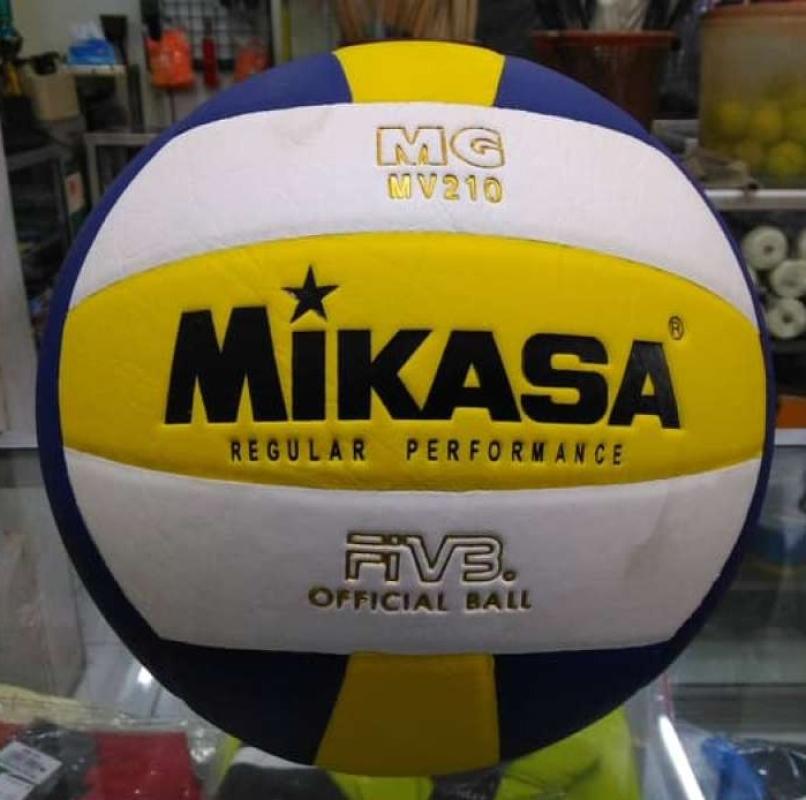 MG
MV210
MiKASA®
REGULAR PERFORMANCE
FiVB.
OFFICIAL BALL